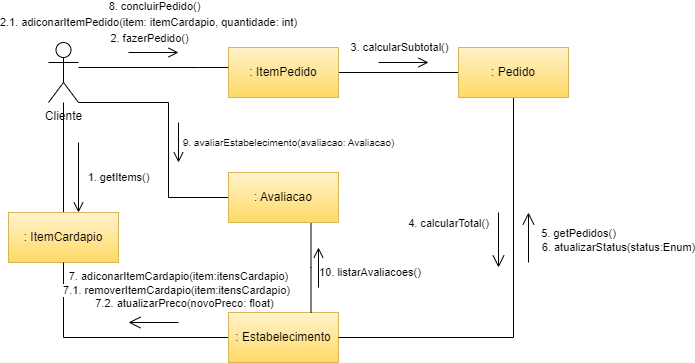 8. concluirPedido()
2.1. adiconarItemPedido(item: itemCardapio, quantidade: int)
2. fazerPedido()
3. calcularSubtotal()
: ItemPedido
: Pedido
Cliente
9. avaliarEstabelecimento(avaliacao: Avaliacao)
1. getItems()
: Avaliacao
4. calcularTotal()
5. getPedidos()
6. atualizarStatus(status:Enum)
: ItemCardapio
7. adiconarItemCardapio(item:itensCardapio)
7.1. removerItemCardapio(item:itensCardapio)
7.2. atualizarPreco(novoPreco: float)
10. listarAvaliacoes()
: Estabelecimento